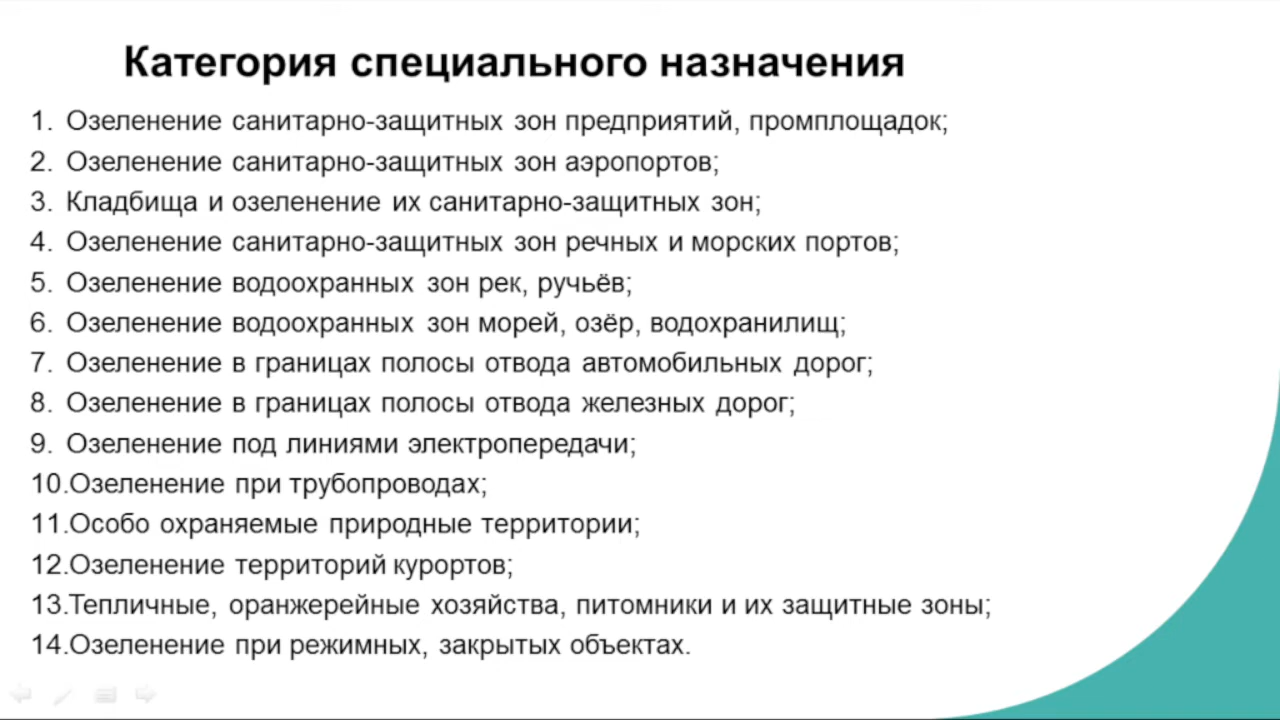 Категория специального назначения
1. Озеленение санитарно-защитных зон предприятий, промплощадок;
2. Озеленение санитарно-защитных зон аэропортов;
3. Кладбища и озеленение их санитарно-защитных зон;
4. Озеленение санитарно-защитных зон речных и морских портов;
5. Озеленение водоохранных зон рек, ручьёв;
6. Озеленение водоохранных зон морей, озёр, водохранилищ;
7. Озеленение в границах полосы отвода автомобильных дорог;
8. Озеленение в границах полосы отвода железных дорог;
9. Озеленение под линиями электропередачи;
10.Озеленение при трубопроводах;
11.Особо охраняемые природные территории;
12.Озеленение территорий курортов;
13.Тепличные, оранжерейные хозяйства, питомники и их защитные зоны;
14.Озеленение при режимных, закрытых объектах.